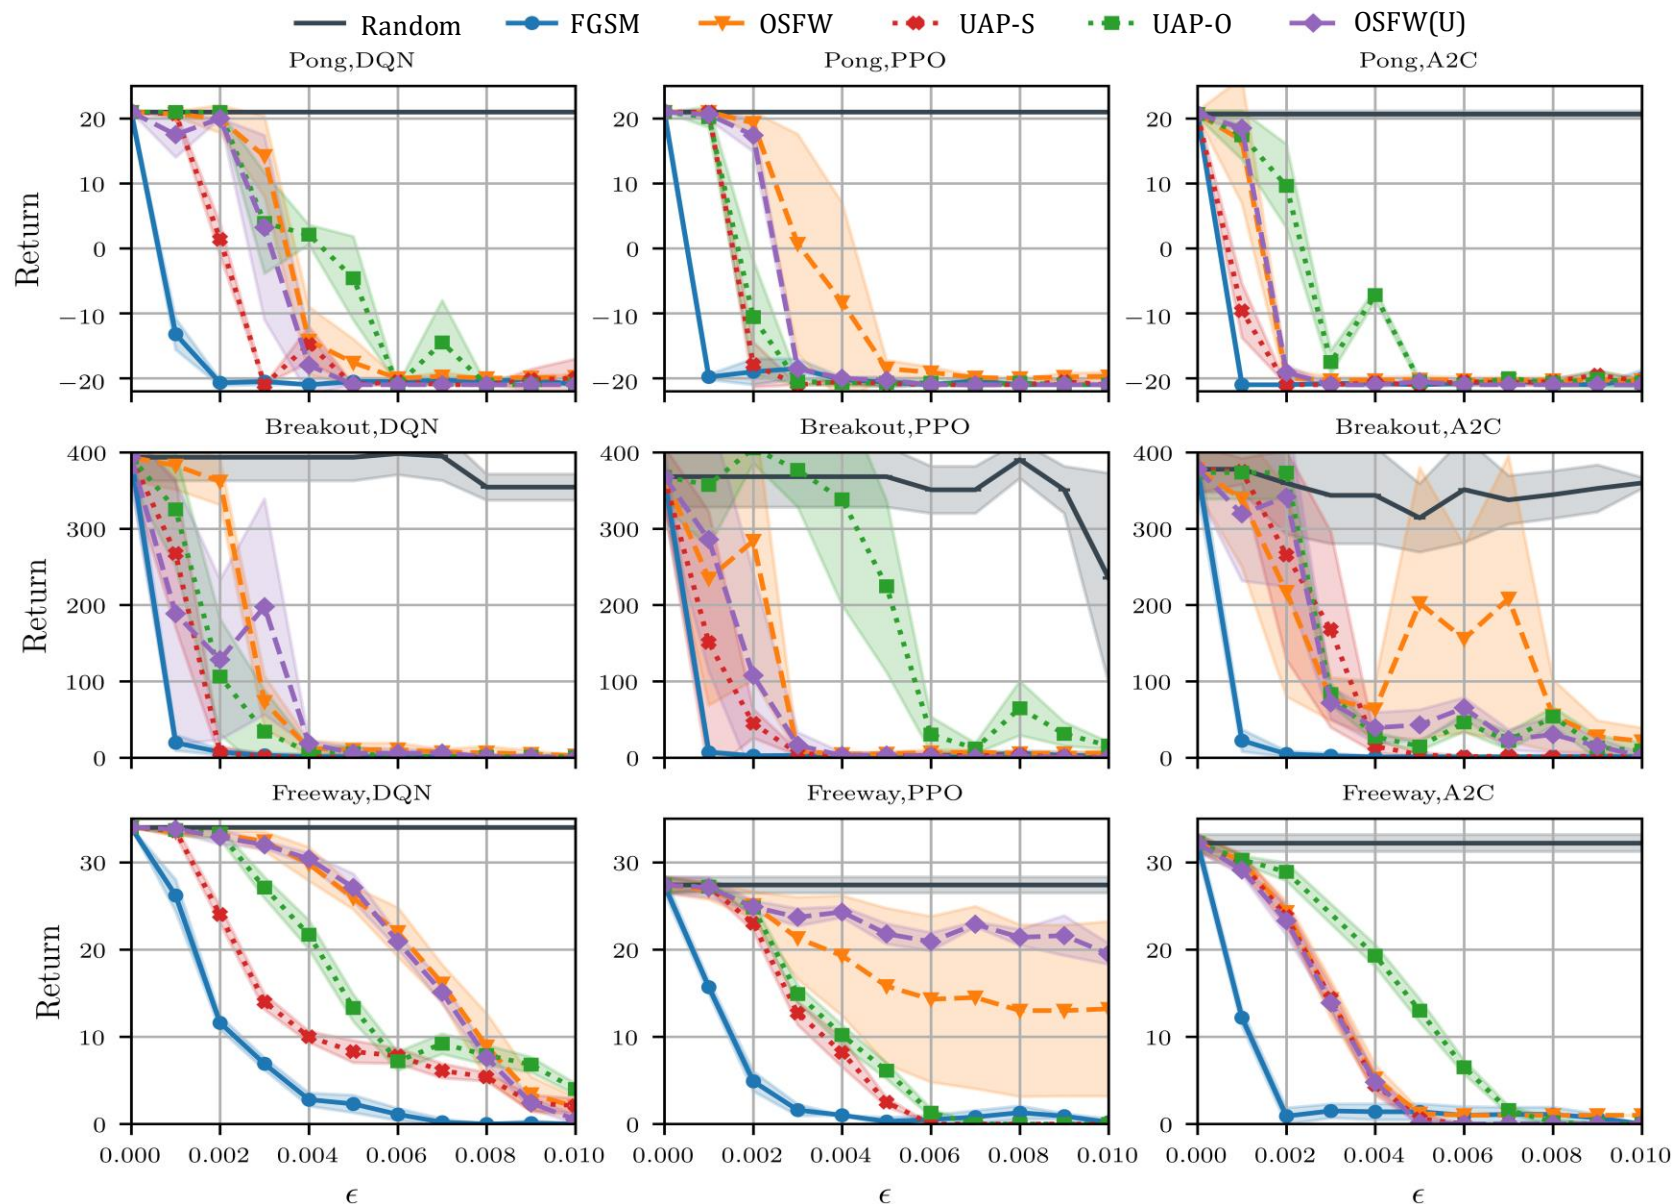 Random FGSM OSFW UAP-S UAP-O OSFW(U)
Pong,DQN Pong,PPO Pong,A2C
20 20 20
10 10 10
0 0 0
−10 −10 −10
−20 −20 −20
Return
Breakout,DQN Breakout,PPO Breakout,A2C
400 400 400
300 300 300
200 200 200
100 100 100
0 0 0
Return
Freeway,DQN Freeway,PPO Freeway,A2C
30 30 30
20 20 20
10 10 10
0 0 0
Return
0.000 0.002 0.004 0.006 0.008 0.010 0.000 0.002 0.004 0.006 0.008 0.010 0.000 0.002 0.004 0.006 0.008 0.010
ϵ ϵ ϵ